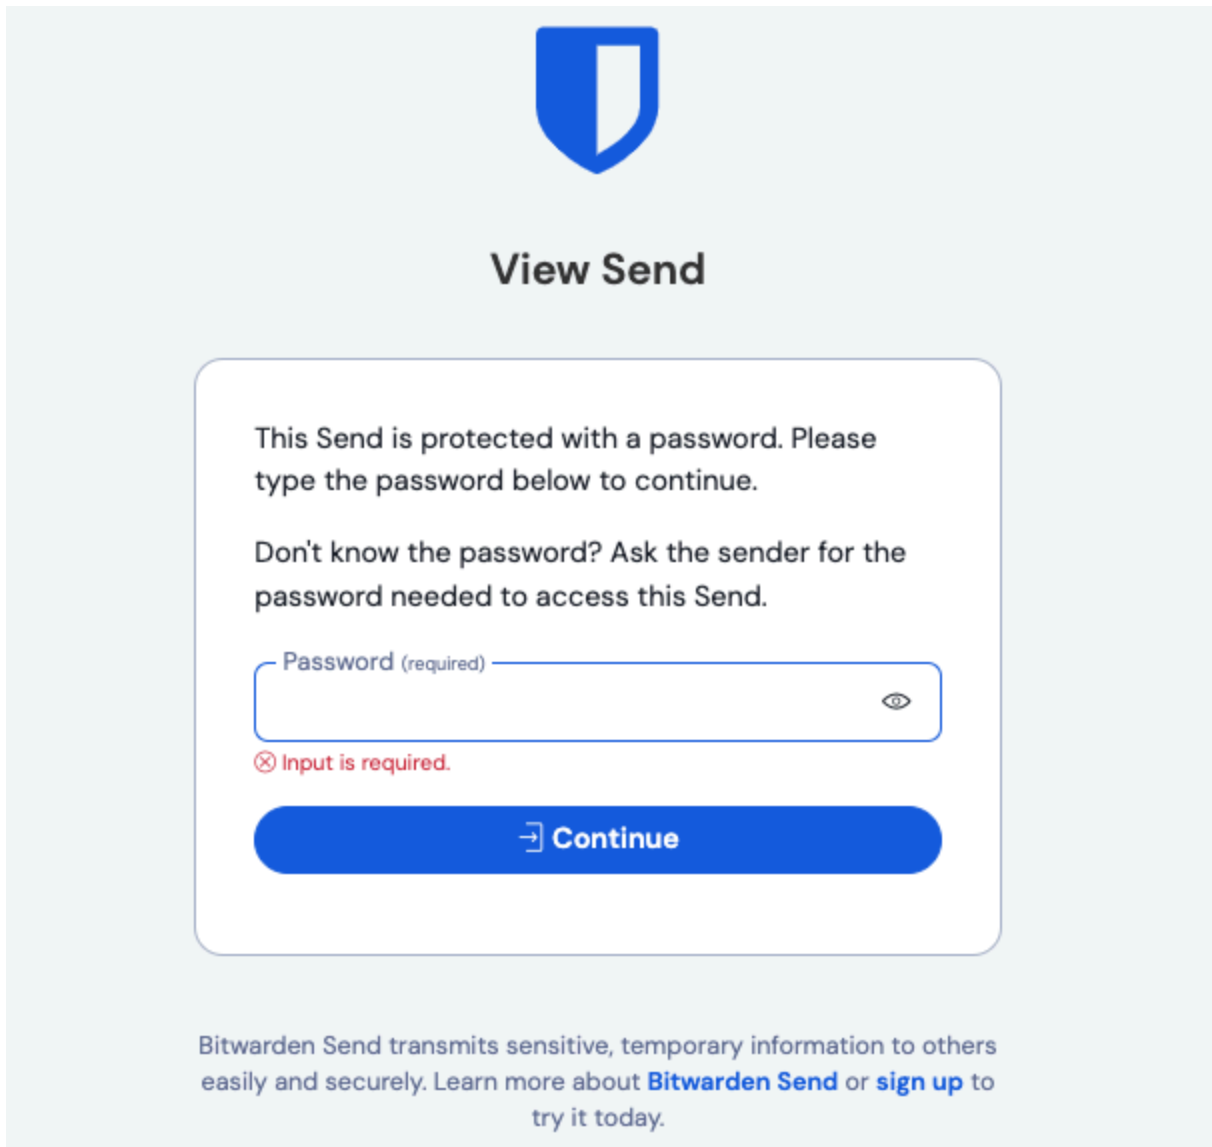 View Send
This Send is protected with a password. Please
type the password below to continue.
Don't know the password? Ask the sender for the
password needed to access this Send.
Password (required)
Input is required.
Continue
Bitwarden Send transmits sensitive, temporary information to others
easily and securely. Learn more about Bitwarden Send or sign up to
try it today.